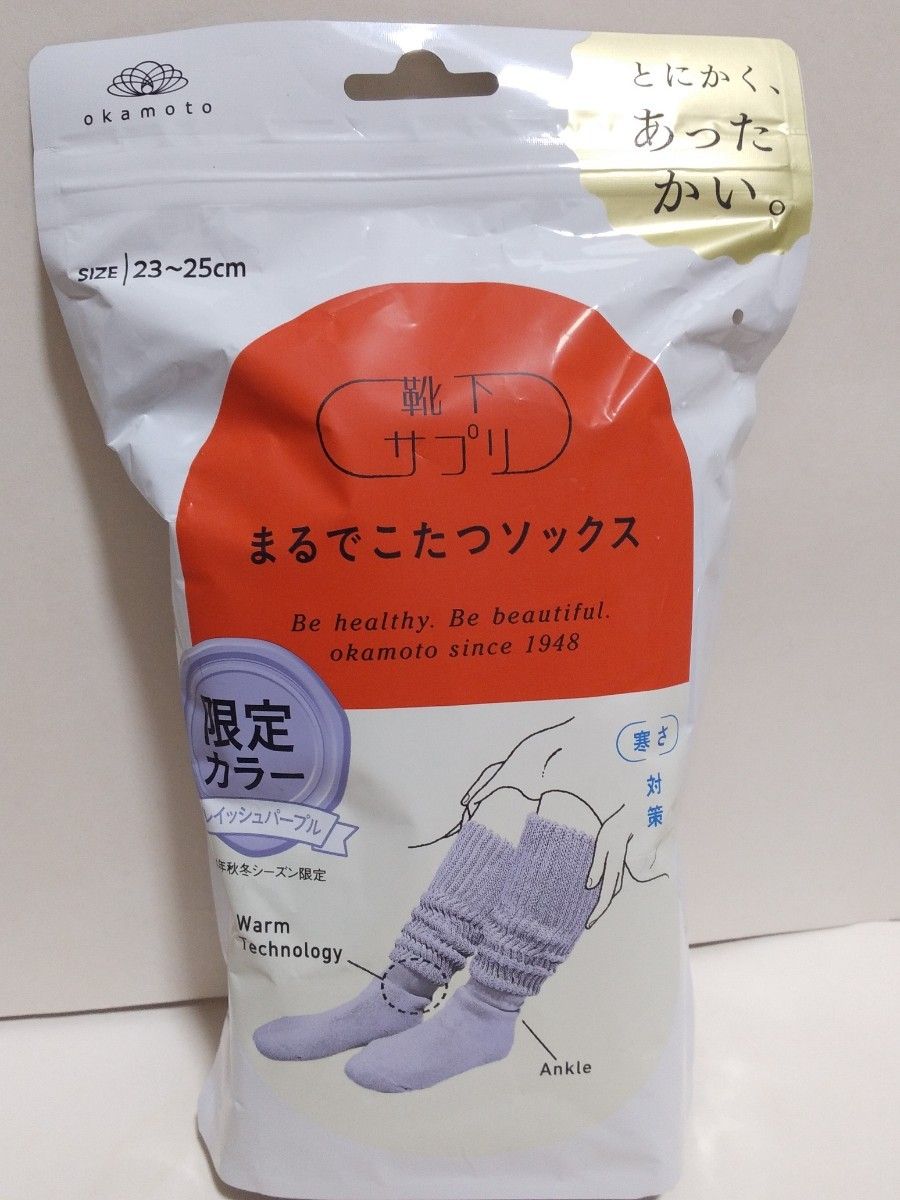 okamoto
とにかく、
あった
かい。
SIZE 23~25cm
靴下
サプリ
まるでこたつソックス
Be healthy. Be beautiful.
okamoto since 1948
限定
カラー
レイッシュパープル
年秋冬シーズン限定
寒さ
対策
Warm
Technology
Ankle